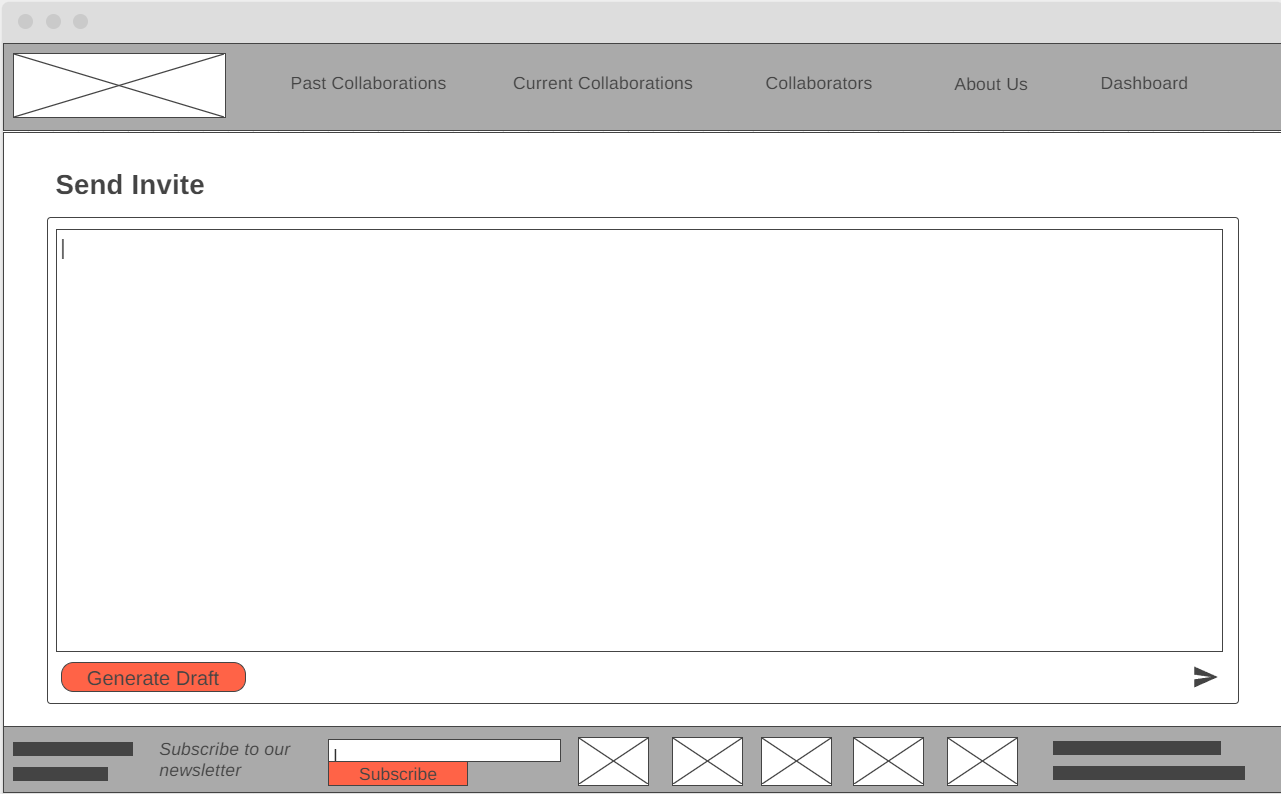 Past Collaborations
Current Collaborations
Collaborators
About Us
Dashboard
Send Invite
Generate Draft
Subscribe to our
newsletter
Subscribe